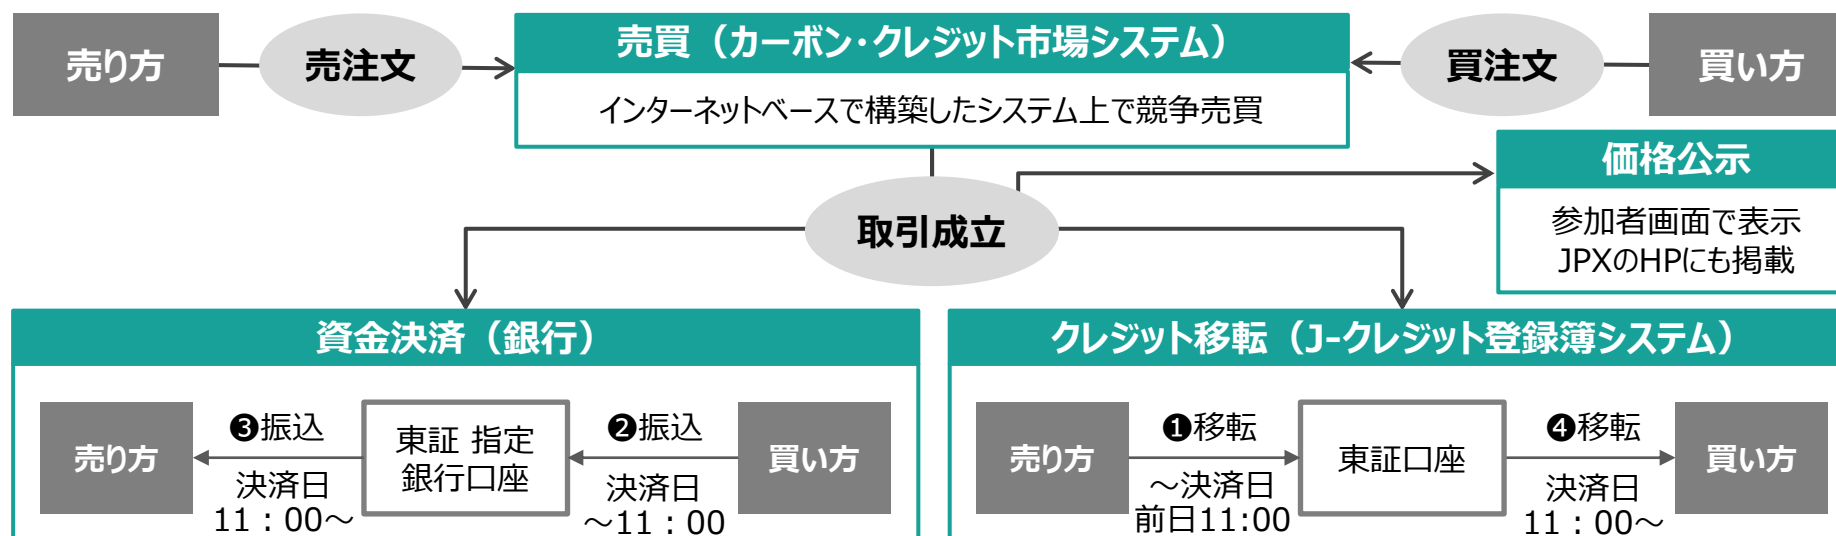 売り方
売注文
売買（カーボン・クレジット市場システム）
インターネットベースで構築したシステム上で競争売買
買注文
買い方
価格公示
参加者画面で表示
JPXのHPにも掲載
取引成立
資金決済（銀行）
売り方
❸振込
決済日
11：00～
東証 指定
銀行口座
❷振込
決済日
～11：00
買い方
クレジット移転（J-クレジット登録簿システム）
売り方
❶移転
～決済日
前日11:00
東証口座
❹移転
決済日
11：00～
買い方